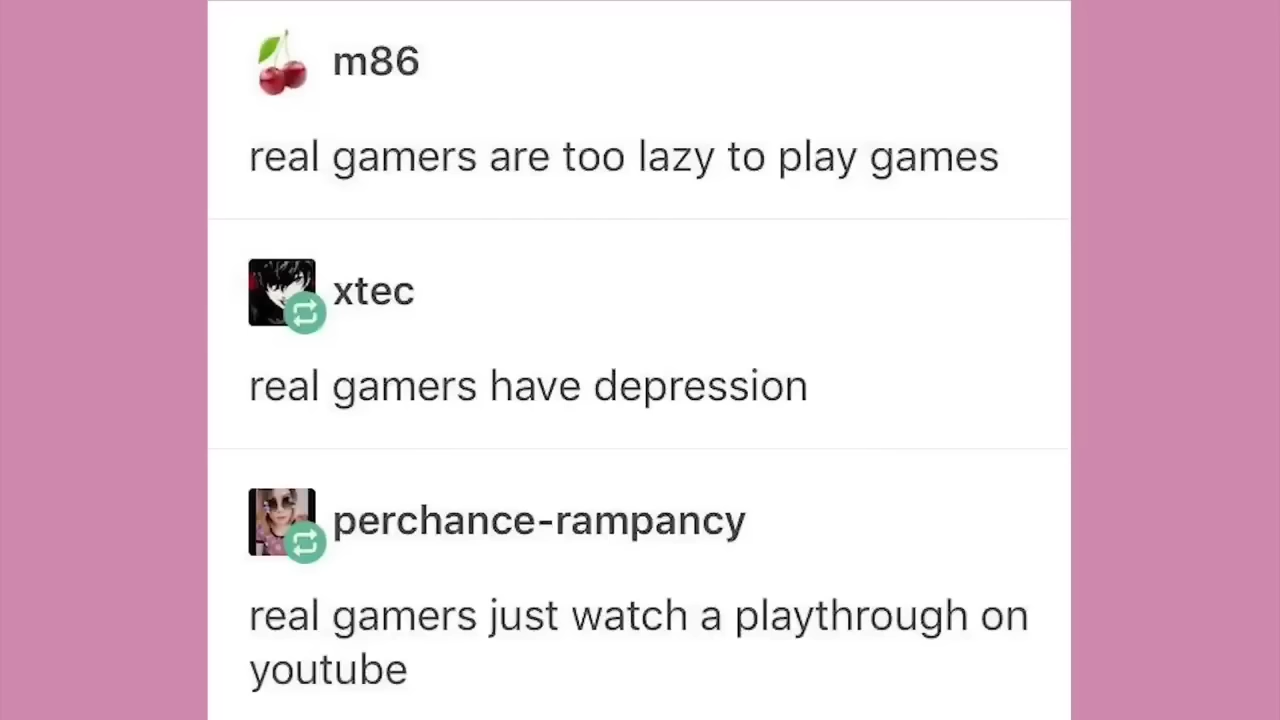 m86
real gamers are too lazy to play games
xtec
real gamers have depression
perchance-rampancy
real gamers just watch a playthrough on
youtube